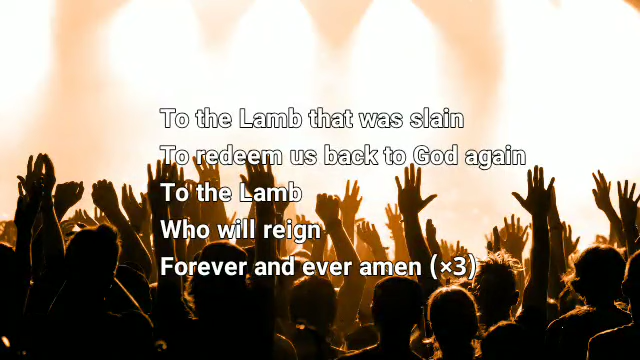 To the Lamb that was slain
To redeem us back to God again
To the Lamb
Who will reign
Forever and ever amen (×3)